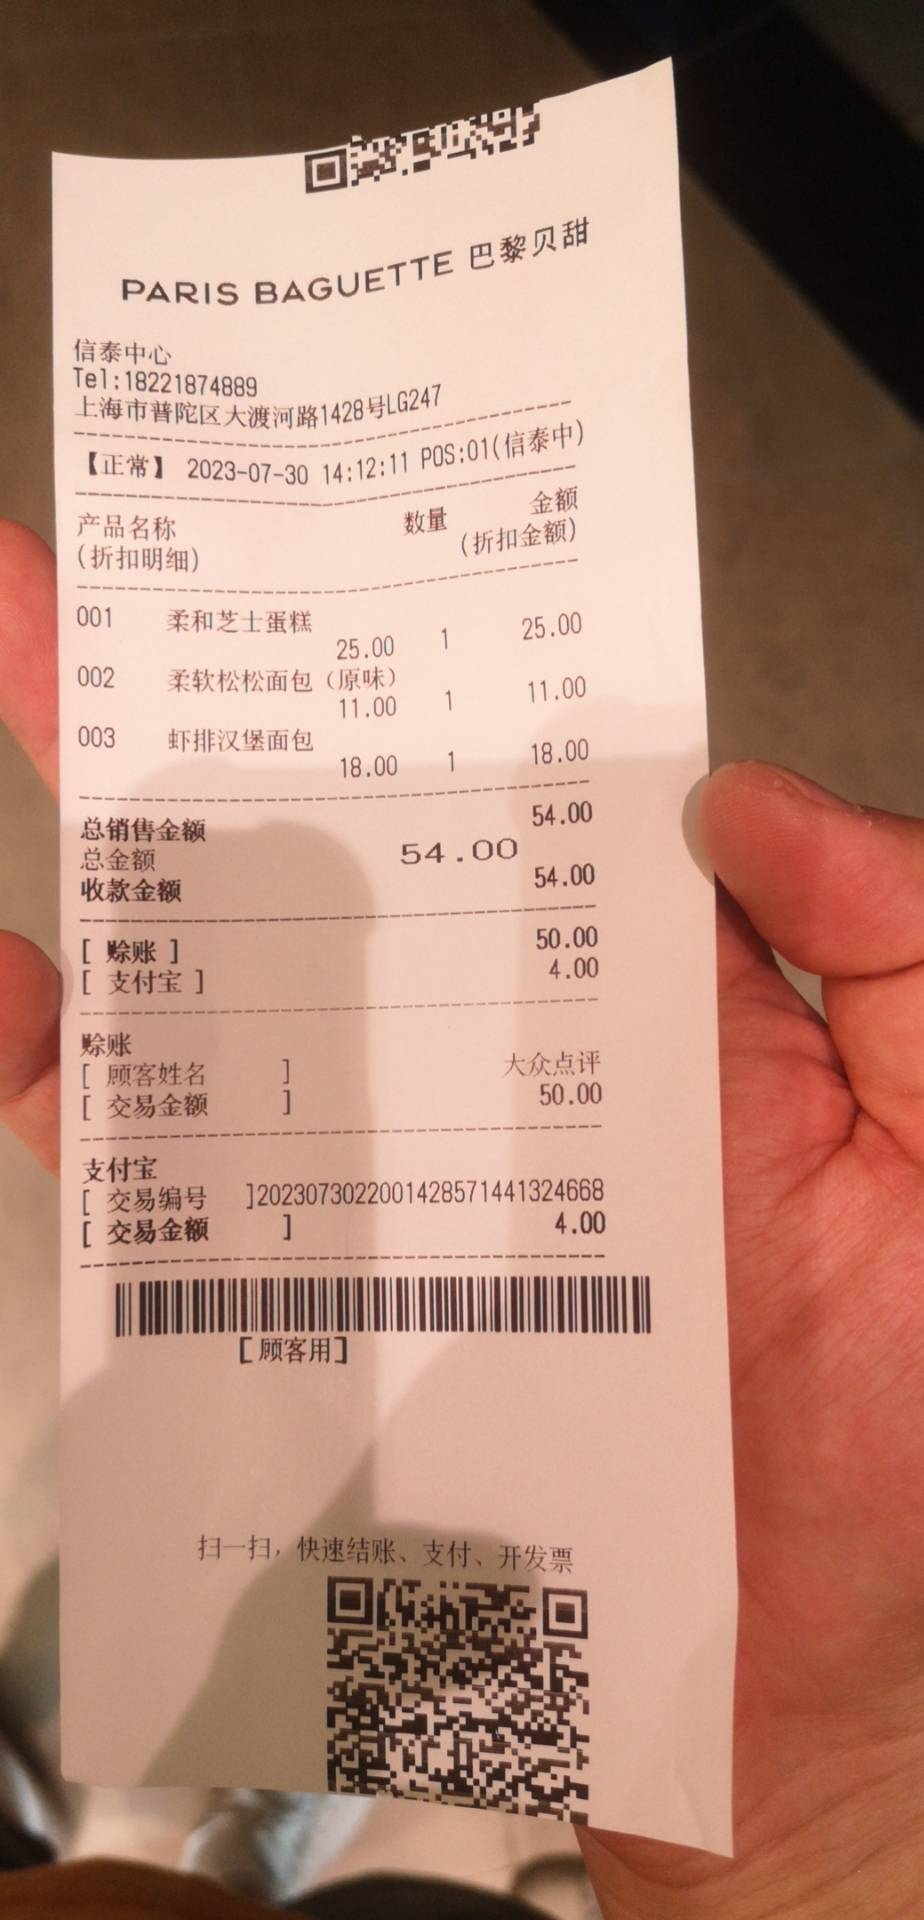 PARIS BAGUETTE 巴黎贝甜
信泰中心
Tel:18221874889
上海市普陀区大渡河路1428号LG247
【正常】 2023-07-30 14:12:11 POS:01(信泰中)
产品名称 数量 金额
(折扣明细) (折扣金额)
001 柔和芝士蛋糕
25.00 1 25.00
002 柔软松松面包（原味）
11.00 1 11.00
003 虾排汉堡面包
18.00 1 18.00
总销售金额 54.00
总金额 54.00
收款金额 54.00
[ 赊账 ] 50.00
[ 支付宝 ] 4.00
赊账
[ 顾客姓名 ] 大众点评
[ 交易金额 ] 50.00
支付宝
[ 交易编号 ]2023073022001428571441324668
[ 交易金额 ] 4.00
[顾客用]
扫一扫，快速结账、支付、开发票